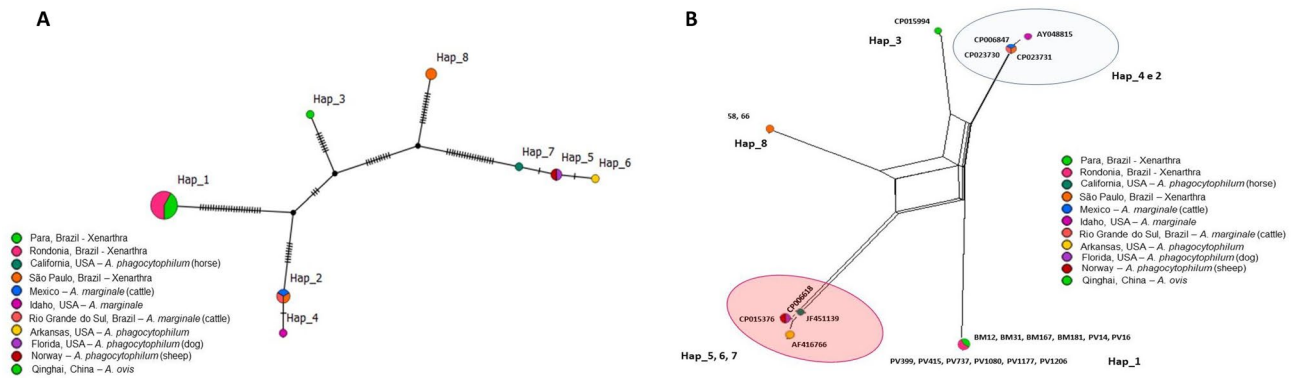 A
Hap_8
Hap_3
Hap_7
Hap_5
Hap_6
Hap_1
Hap_2
Hap_4
Para, Brazil - Xenarthra
Rondonia, Brazil - Xenarthra
California, USA – A. phagocytophilum (horse)
São Paulo, Brazil – Xenarthra
Mexico – A. marginale (cattle)
Idaho, USA – A. marginale
Rio Grande do Sul, Brazil – A. marginale (cattle)
Arkansas, USA – A. phagocytophilum
Florida, USA – A. phagocytophilum (dog)
Norway – A. phagocytophilum (sheep)
Qinghai, China – A. ovis
B
CP015994
Hap_3
CP006847
AY048815
CP023730
CP023731
Hap_4 e 2
58, 66
Hap_8
Para, Brazil - Xenarthra
Rondonia, Brazil - Xenarthra
California, USA – A. phagocytophilum (horse)
São Paulo, Brazil – Xenarthra
Mexico – A. marginale (cattle)
Idaho, USA – A. marginale
Rio Grande do Sul, Brazil – A. marginale (cattle)
Arkansas, USA – A. phagocytophilum
Florida, USA – A. phagocytophilum (dog)
Norway – A. phagocytophilum (sheep)
Qinghai, China – A. ovis
CP006618
CP015376
JF451139
AF416766
Hap_5, 6, 7
BM12, BM31, BM167, BM181, PV14, PV16
PV399, PV415, PV737, PV1080, PV1177, PV1206
Hap_1